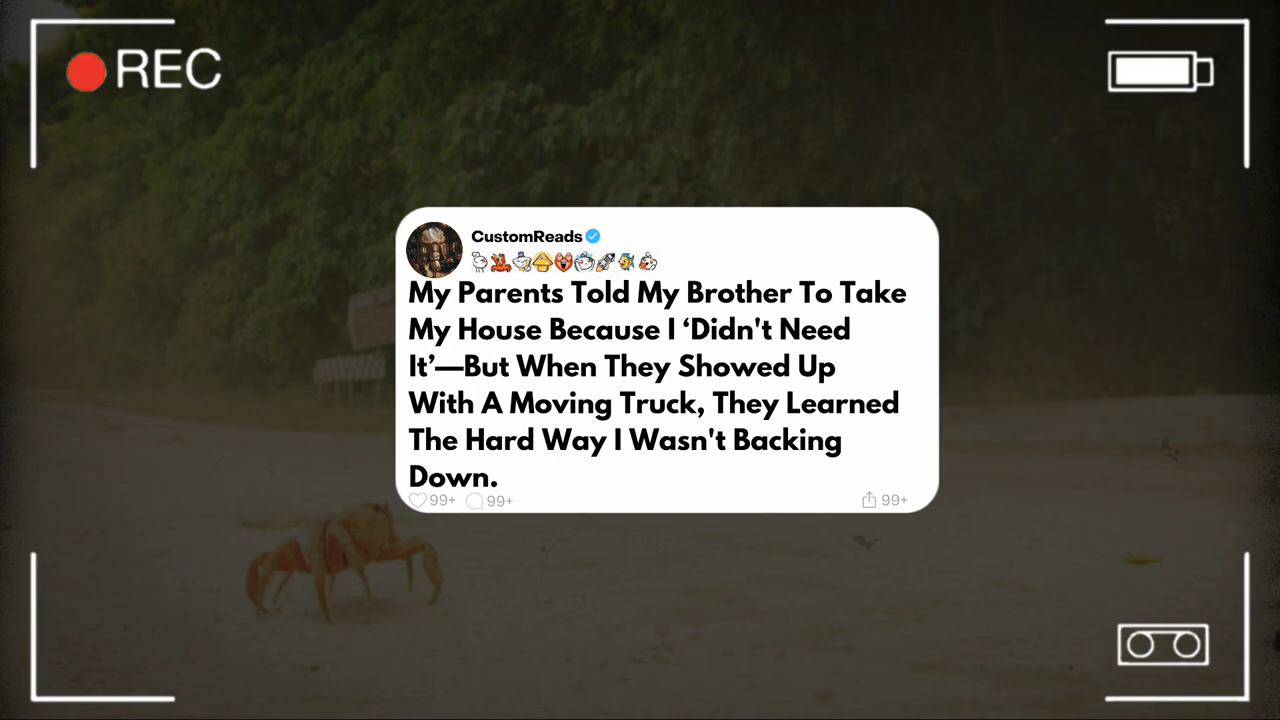 REC
CustomReads
My Parents Told My Brother To Take
My House Because I ‘Didn't Need
It’—But When They Showed Up
With A Moving Truck, They Learned
The Hard Way I Wasn't Backing
Down.
99+ 99+ 99+